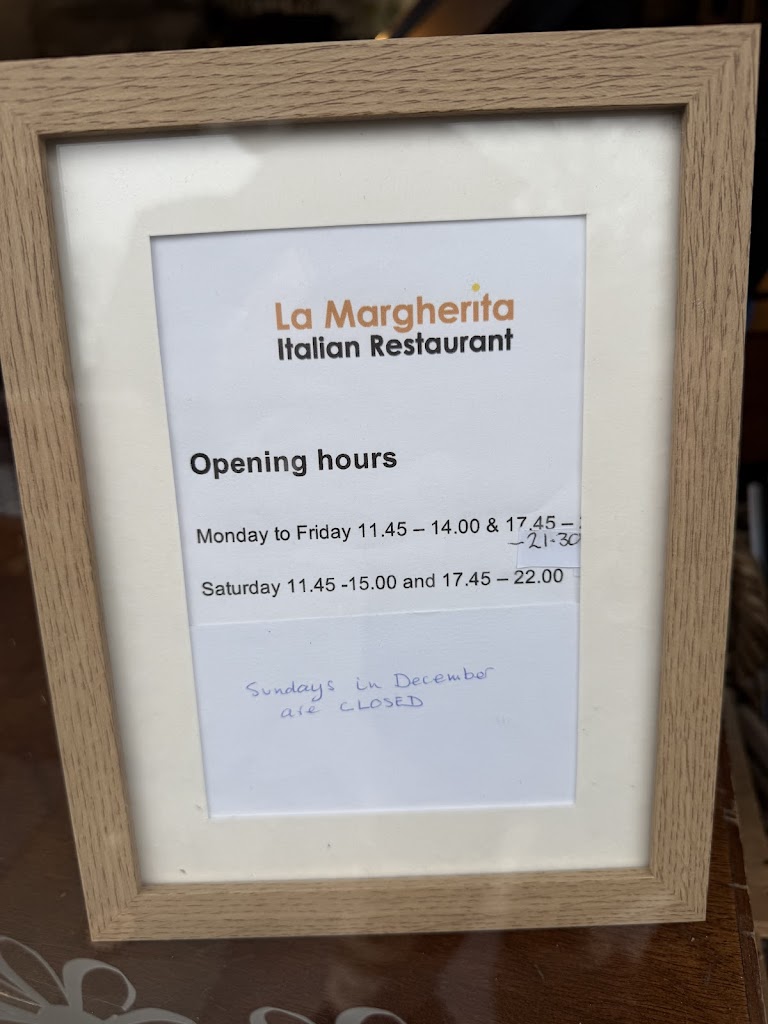 La Margherita
Italian Restaurant
Opening hours
Monday to Friday 11.45 – 14.00 & 17.45 –
– 21.30
Saturday 11.45 -15.00 and 17.45 – 22.00
Sundays in December
are CLOSED